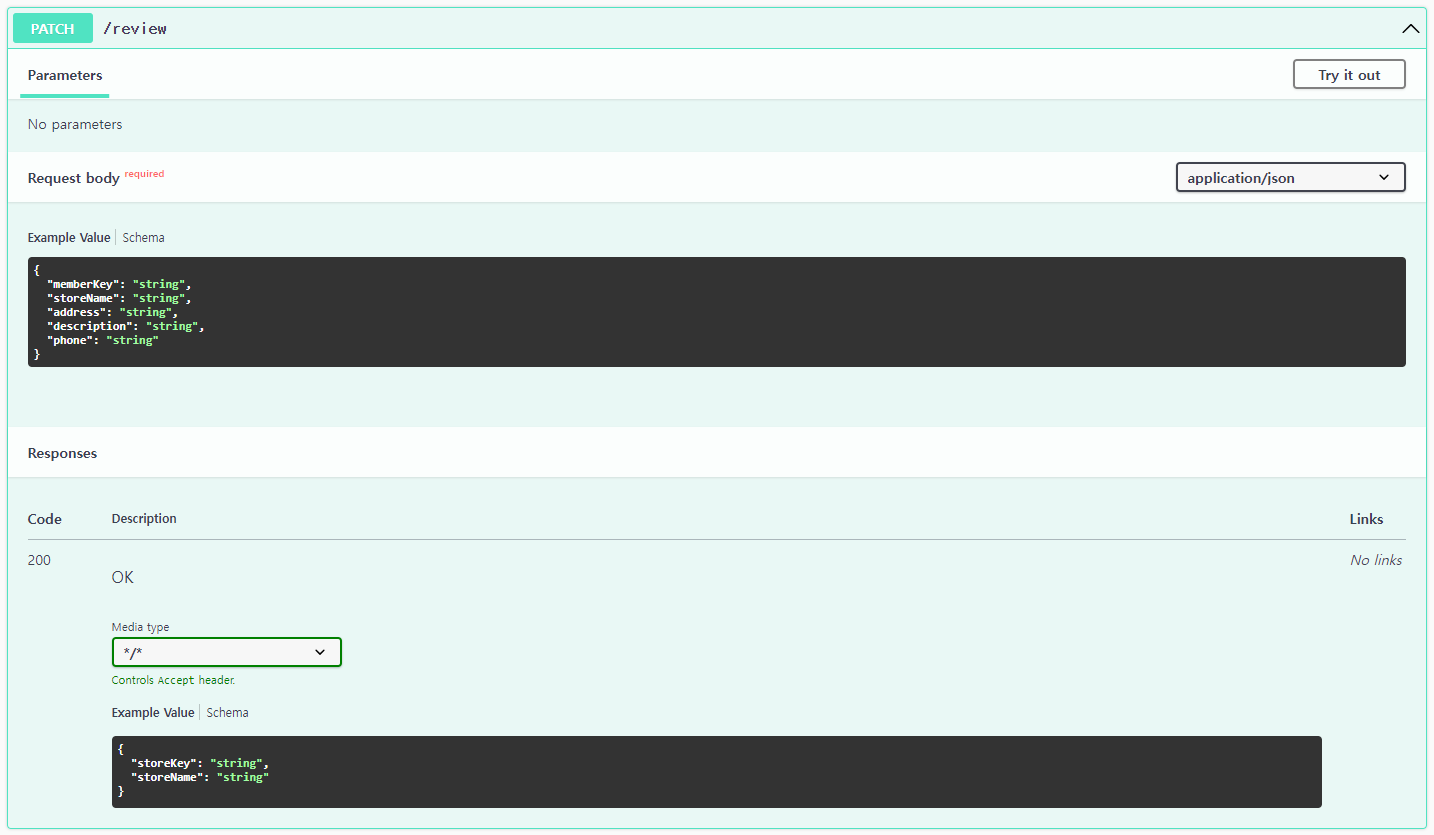 PATCH /review
Parameters Try it out
No parameters
Request body required application/json
Example Value Schema
{
"memberKey": "string",
"storeName": "string",
"address": "string",
"description": "string",
"phone": "string"
}
Responses
Code Description Links
200 No links
OK
Media type
*/*
Controls Accept header.
Example Value Schema
{
"storeKey": "string",
"storeName": "string"
}